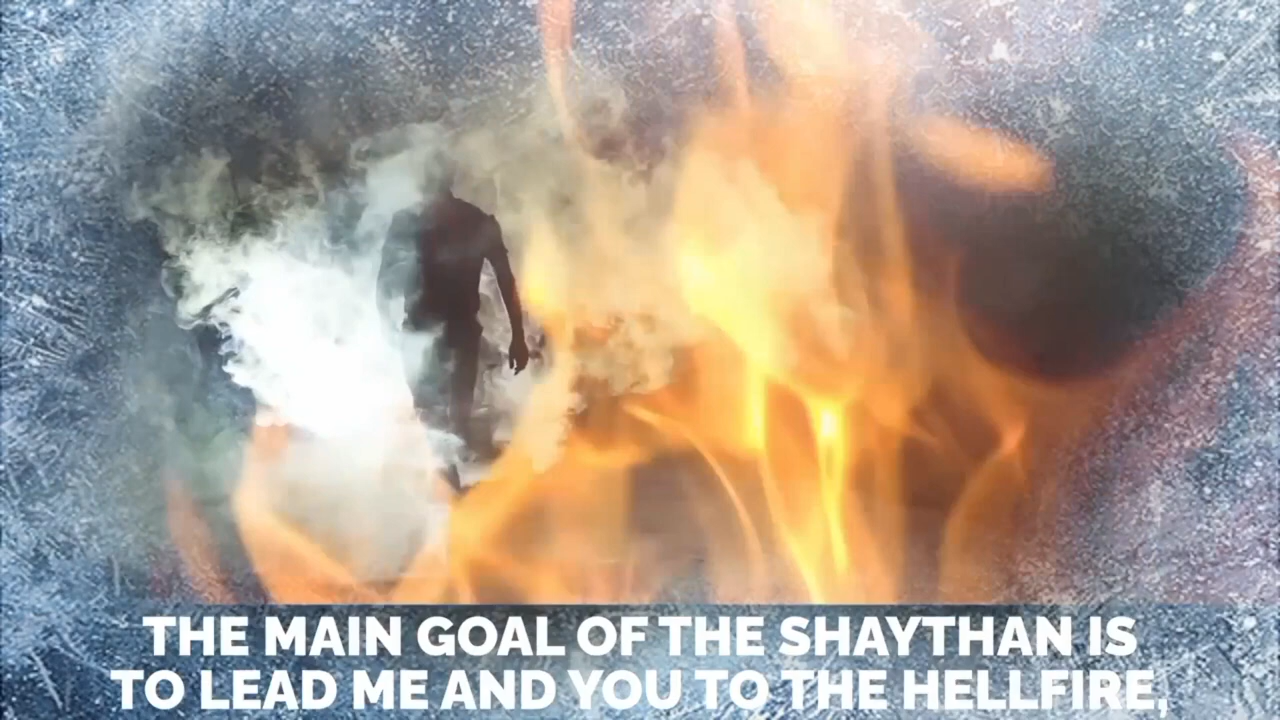 THE MAIN GOAL OF THE SHAYTHAN IS
TO LEAD ME AND YOU TO THE HELLFIRE,